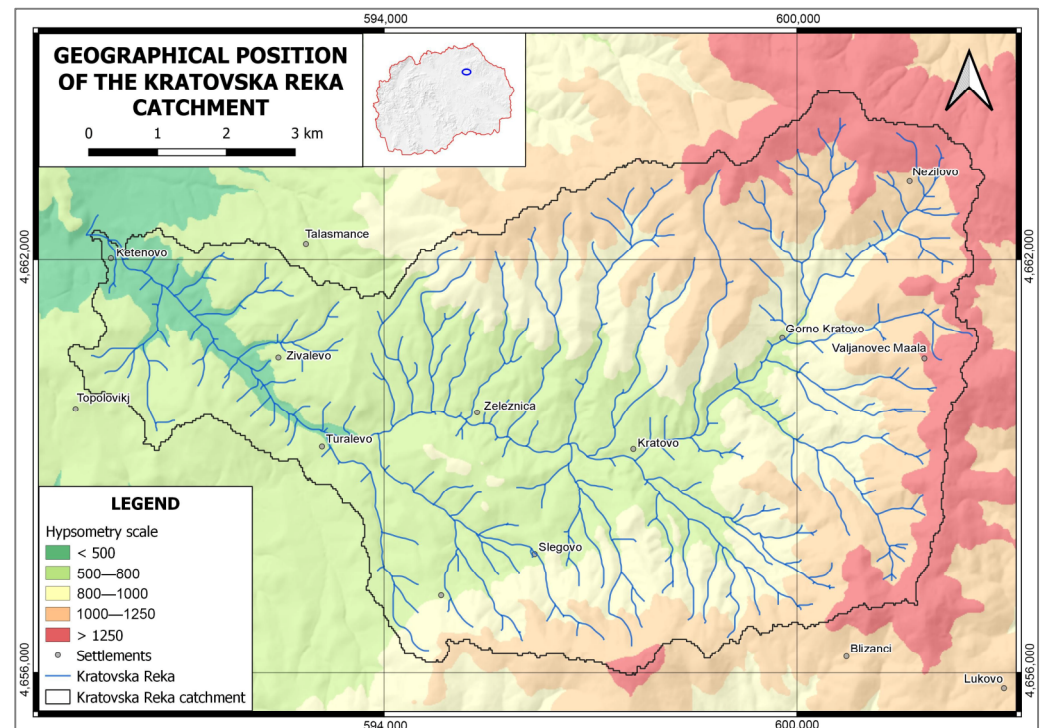 594,000
600,000
GEOGRAPHICAL POSITION
OF THE KRATOVSKA REKA
CATCHMENT
0 1 2 3 km
4,662,000
4,662,000
Nezilovo
Talasmance
Ketenovo
Gorno Kratovo
Valjanovec Maala
Zivalevo
Topolovikj
Zeleznica
Turalevo
Kratovo
Slegovo
LEGEND
Hypsometry scale
< 500
500—800
800—1000
1000—1250
> 1250
Settlements
Kratovska Reka
Kratovska Reka catchment
Blizanci
Lukovo
4,656,000
4,656,000
594,000
600,000